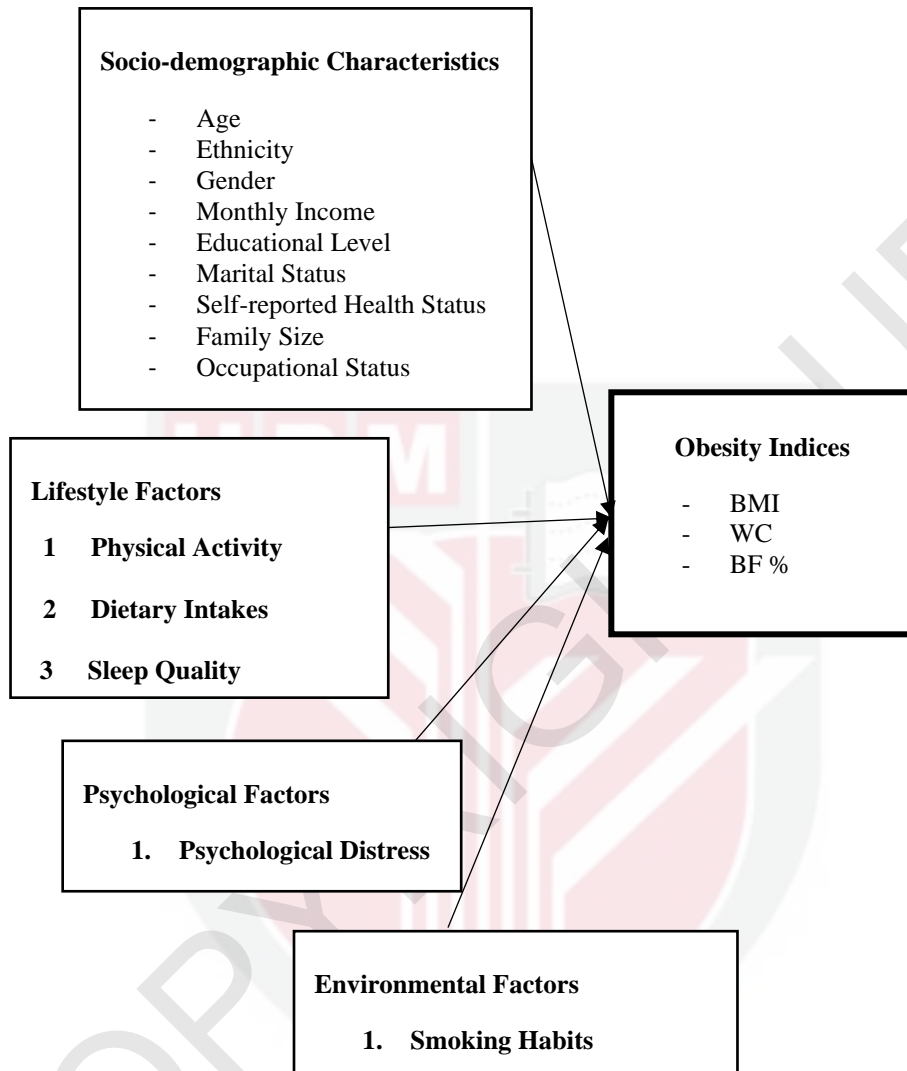 Socio-demographic Characteristics
- Age
- Ethnicity
- Gender
- Monthly Income
- Educational Level
- Marital Status
- Self-reported Health Status
- Family Size
- Occupational Status
Lifestyle Factors
1 Physical Activity
2 Dietary Intakes
3 Sleep Quality
Psychological Factors
1. Psychological Distress
Environmental Factors
1. Smoking Habits
Obesity Indices
- BMI
- WC
- BF %